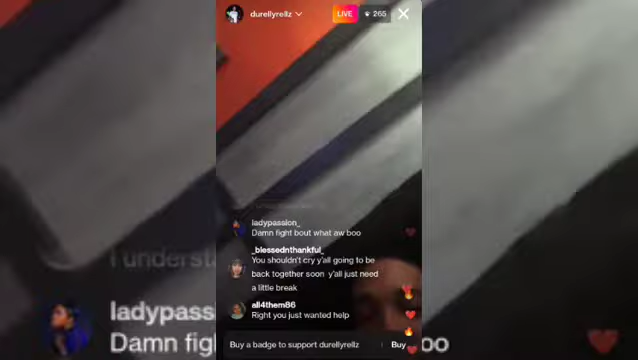 durellyrellz
LIVE
265
ladypassion_
Damn fight bout what aw boo
_blessednthankful_
You shouldn't cry y'all going to be
back together soon y'all just need
a little break
all4them86
Right you just wanted help
Buy a badge to support durellyrellz
Buy
I understa
ladypass
Damn figl
oo